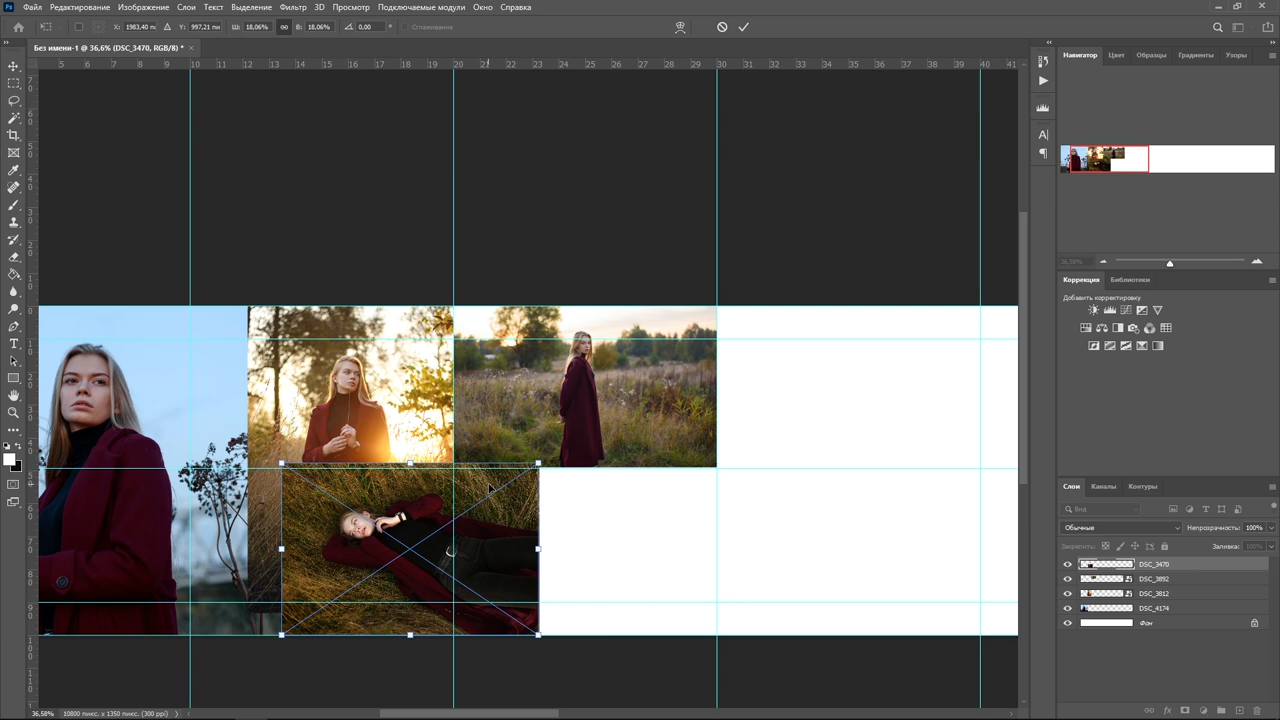 Ps Файл Редактирование Изображение Слои Текст Выделение Фильтр 3D Просмотр Подключаемые модули Окно Справка
X: 1983,40 п Y: 997,21 пи Ш: 18,06% В: 18,06% 0,00 Сглаживание
Без имени-1 @ 36,6% (DSC_3470, RGB/8) * ×
5 6 7 8 9 10 11 12 13 14 15 16 17 18 19 20 21 22 23 24 25 26 27 28 29 30 31 32 33 34 35 36 37 38 39 40 41
Навигатор Цвет Образцы Градиенты Узоры
36,58%
Коррекция Библиотеки
Добавить корректировку
Слои Каналы Контуры
Вид
Обычные Непрозрачность: 100%
Закрепить: Заливка: 100%
DSC_3470
DSC_3892
DSC_3812
DSC_4174
Фон
36,58% 10800 пикс. x 1350 пикс. (300 ppi)